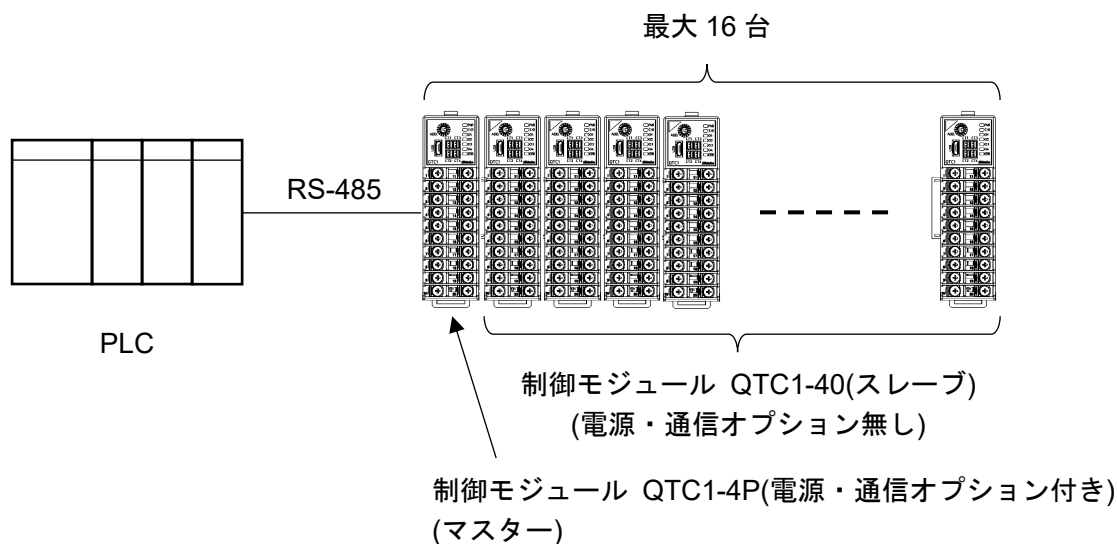 最大 16 台
RS-485
PLC
QTC1
制御モジュール QTC1-40(スレーブ)
(電源・通信オプション無し)
制御モジュール QTC1-4P(電源・通信オプション付き)
(マスター)